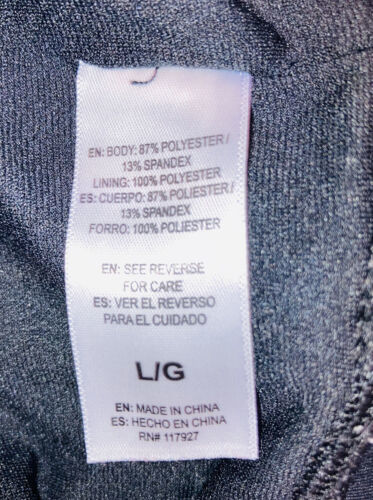 EN: BODY: 87% POLYESTER /
13% SPANDEX
LINING: 100% POLYESTER
ES: CUERPO: 87% POLIESTER /
13% SPANDEX
FORRO: 100% POLIESTER
EN: SEE REVERSE
FOR CARE
ES: VER EL REVERSO
PARA EL CUIDADO
L/G
EN: MADE IN CHINA
ES: HECHO EN CHINA
RN# 117927